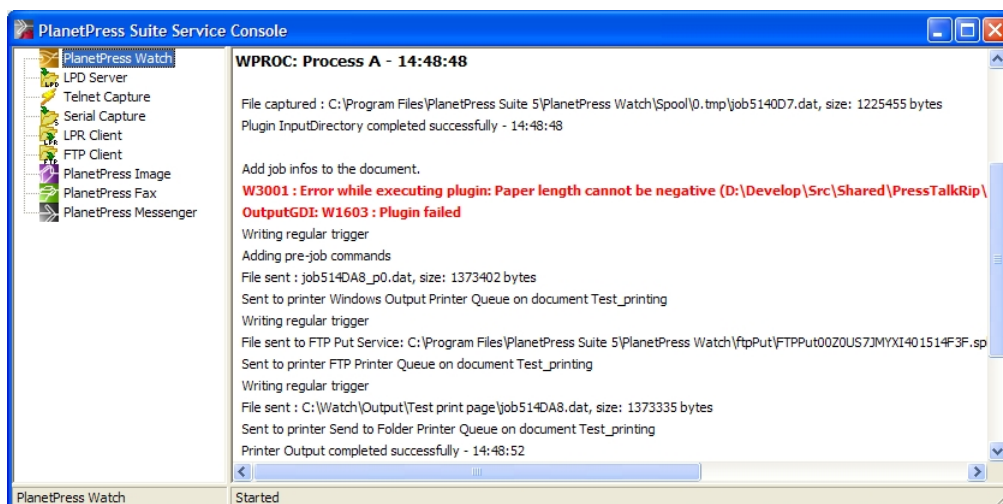 PlanetPress Suite Service Console
PlanetPress Watch
LPD Server
Telnet Capture
Serial Capture
LPR Client
FTP Client
PlanetPress Image
PlanetPress Fax
PlanetPress Messenger
WPROC: Process A - 14:48:48
File captured : C:\Program Files\PlanetPress Suite 5\PlanetPress Watch\Spool\0.tmp\job5140D7.dat, size: 1225455 bytes
Plugin InputDirectory completed successfully - 14:48:48
Add job infos to the document.
W3001 : Error while executing plugin: Paper length cannot be negative (D:\Develop\Src\Shared\PressTalkRip\
OutputGDI: W1603 : Plugin failed
Writing regular trigger
Adding pre-job commands
File sent : job514DA8_p0.dat, size: 1373402 bytes
Sent to printer Windows Output Printer Queue on document Test_printing
Writing regular trigger
File sent to FTP Put Service: C:\Program Files\PlanetPress Suite 5\PlanetPress Watch\ftpPut\FTPPut00Z0US7JMYXI401514F3F.sp
Sent to printer FTP Printer Queue on document Test_printing
Writing regular trigger
File sent : C:\Watch\Output\Test print page\job514DA8.dat, size: 1373335 bytes
Sent to printer Send to Folder Printer Queue on document Test_printing
Printer Output completed successfully - 14:48:52
PlanetPress Watch
Started